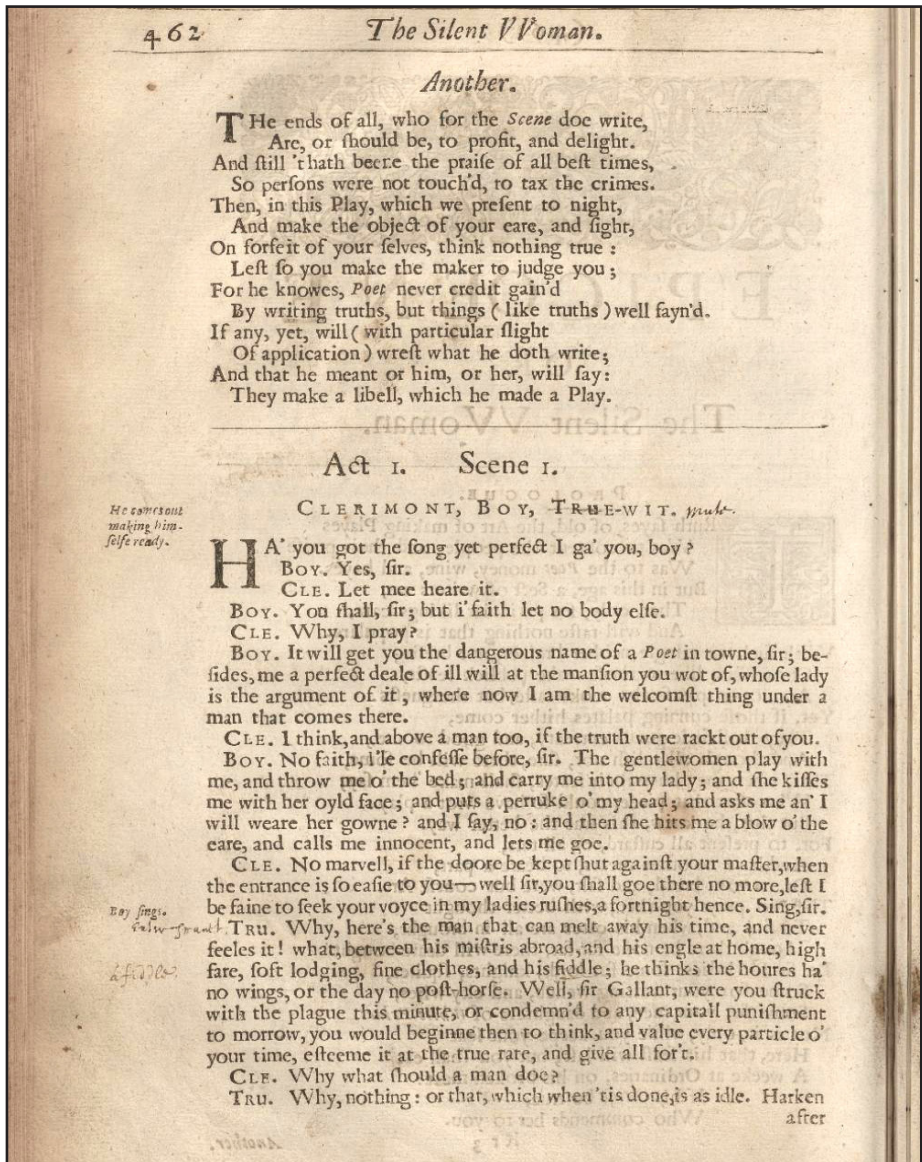 462 The Silent VVoman.
Another.
THe ends of all, who for the Scene doe write,
Are, or ſhould be, to profit, and delight.
And ſtill 'thath beene the praiſe of all beſt times,
So perſons were not touch'd, to tax the crimes.
Then, in this Play, which we preſent to night,
And make the object of your eare, and ſight,
On forfeit of your ſelves, think nothing true :
Leſt ſo you make the maker to judge you ;
For he knowes, Poet never credit gain'd
By writing truths, but things ( like truths ) well fayn'd.
If any, yet, will ( with particular ſlight
Of application ) wreſt what he doth write ;
And that he meant or him, or her, will ſay :
They make a libell, which he made a Play.
Act 1. Scene 1.
He comes out
making him-
ſelfe ready.
CLERIMONT, BOY, TRUE-WIT. mute.
HA' you got the ſong yet perfect I ga' you, boy ?
BOY. Yes, ſir.
CLE. Let mee heare it.
BOY. You ſhall, ſir ; but i' faith let no body elſe.
CLE. Why, I pray ?
BOY. It will get you the dangerous name of a Poet in towne, ſir ; be-
ſides, me a perfect deale of ill will at the manſion you wot of, whoſe lady
is the argument of it, where now I am the welcomſt thing under a
man that comes there.
CLE. I think, and above a man too, if the truth were rackt out of you.
BOY. No faith, I'le confeſſe before, ſir. The gentlewomen play with
me, and throw me o' the bed ; and carry me into my lady ; and ſhe kiſſes
me with her oyld face ; and puts a perruke o' my head ; and asks me an' I
will weare her gowne ? and I ſay, no : and then ſhe hits me a blow o' the
eare, and calls me innocent, and lets me goe.
CLE. No marvell, if the doore be kept ſhut againſt your maſter, when
the entrance is ſo eaſie to you—well ſir, you ſhall goe there no more, leſt I
be faine to ſeek your voyce in my ladies ruſhes, a fortnight hence. Sing, ſir.
Boy ſings.
TRU. Why, here's the man that can melt away his time, and never
feeles it ! what, between his miſtris abroad, and his engle at home, high
fare, ſoft lodging, fine clothes, and his fiddle ; he thinks the houres ha'
a fiddle
no wings, or the day no poſt-horſe. Well, ſir Gallant, were you ſtruck
with the plague this minute, or condemn'd to any capitall puniſhment
to morrow, you would beginne then to think, and value every particle o'
your time, eſteeme it at the true rate, and give all for't.
CLE. Why what ſhould a man doe ?
TRU. Why, nothing : or that, which when 'tis done, is as idle. Harken
after